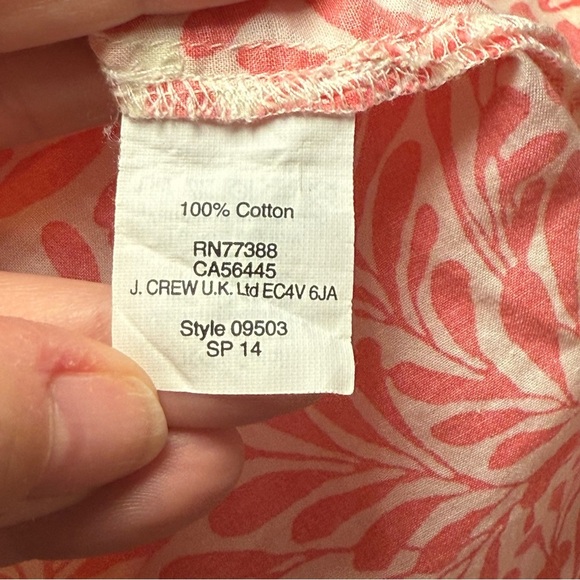 100% Cotton
RN77388
CA56445
J. CREW U.K. Ltd EC4V 6JA
Style 09503
SP 14